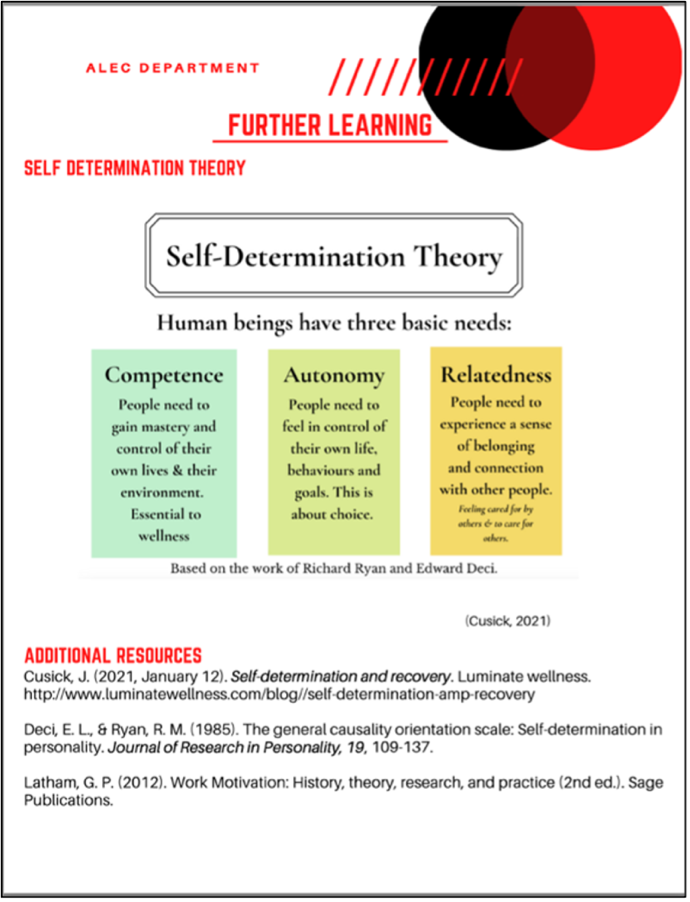 ALEC DEPARTMENT
FURTHER LEARNING
SELF DETERMINATION THEORY
Self-Determination Theory
Human beings have three basic needs:
Competence
People need to
gain mastery and
control of their
own lives & their
environment.
Essential to
wellness
Autonomy
People need to
feel in control of
their own life,
behaviours and
goals. This is
about choice.
Relatedness
People need to
experience a sense
of belonging
and connection
with other people.
Feeling cared for by
others & to care for
others.
Based on the work of Richard Ryan and Edward Deci.
(Cusick, 2021)
ADDITIONAL RESOURCES
Cusick, J. (2021, January 12). Self-determination and recovery. Luminate wellness.
http://www.luminatewellness.com/blog//self-determination-amp-recovery
Deci, E. L., & Ryan, R. M. (1985). The general causality orientation scale: Self-determination in
personality. Journal of Research in Personality, 19, 109-137.
Latham, G. P. (2012). Work Motivation: History, theory, research, and practice (2nd ed.). Sage
Publications.